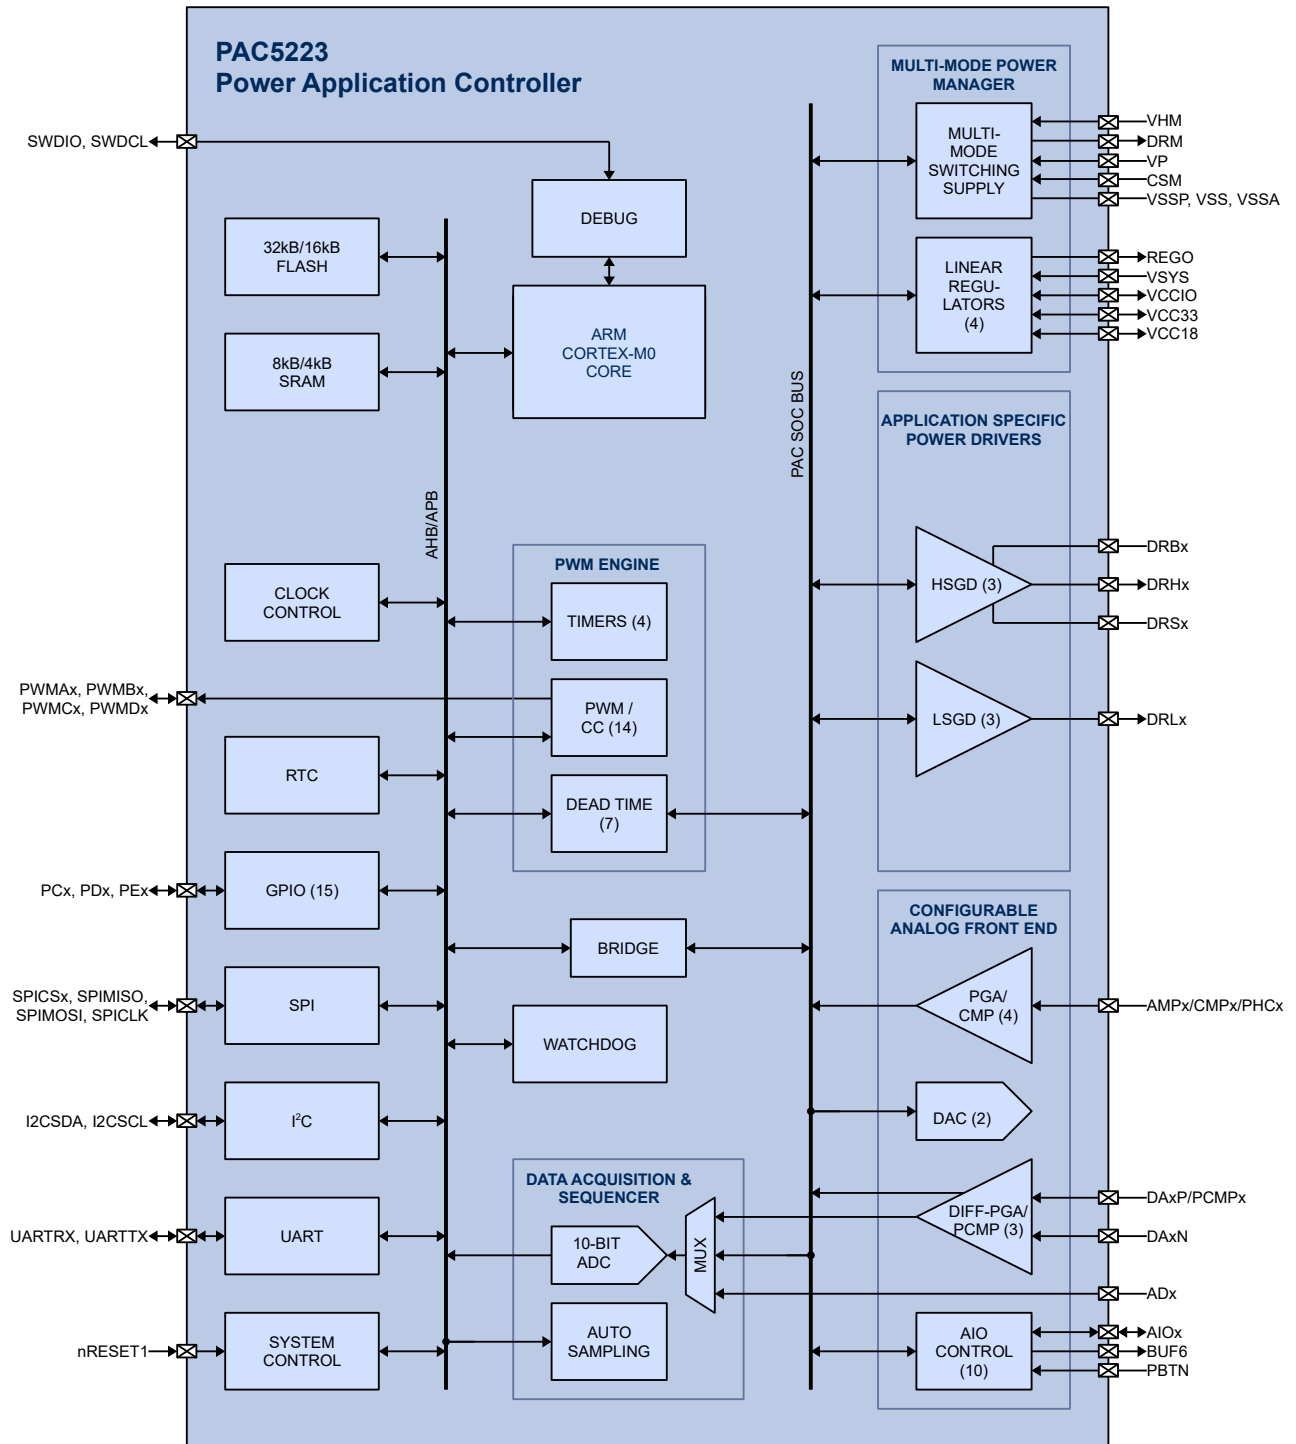 PAC5223
Power Application Controller
MULTI-MODE POWER
MANAGER
SWDIO, SWDCL
MULTI-
MODE
SWITCHING
SUPPLY
VHM
DRM
VP
CSM
VSSP, VSS, VSSA
DEBUG
32kB/16kB
FLASH
LINEAR
REGU-
LATORS
(4)
REGO
VSYS
VCCIO
VCC33
VCC18
ARM
CORTEX-M0
CORE
8kB/4kB
SRAM
PAC SOC BUS
APPLICATION SPECIFIC
POWER DRIVERS
AHB/APB
PWM ENGINE
CLOCK
CONTROL
TIMERS (4)
HSGD (3)
DRBx
DRHx
DRSx
PWMAx, PWMBx,
PWMCx, PWMDx
PWM /
CC (14)
LSGD (3)
DRLx
RTC
DEAD TIME
(7)
PCx, PDx, PEx
GPIO (15)
CONFIGURABLE
ANALOG FRONT END
BRIDGE
SPICSx, SPIMISO,
SPIMOSI, SPICLK
SPI
PGA/
CMP (4)
AMPx/CMPx/PHCx
WATCHDOG
I2CSDA, I2CSCL
I²C
DAC (2)
DATA ACQUISITION &
SEQUENCER
UARTRX, UARTTX
UART
10-BIT
ADC
MUX
DIFF-PGA/
PCMP (3)
DAxP/PCMPx
DAxN
ADx
nRESET1
SYSTEM
CONTROL
AUTO
SAMPLING
AIO
CONTROL
(10)
AIOx
BUF6
PBTN